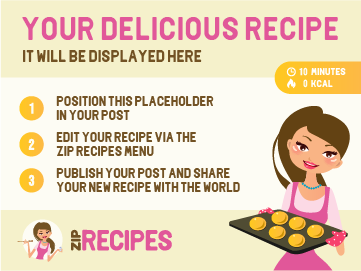 YOUR DELICIOUS RECIPE
IT WILL BE DISPLAYED HERE
10 MINUTES
0 KCAL
1 POSITION THIS PLACEHOLDER
IN YOUR POST
2 EDIT YOUR RECIPE VIA THE
ZIP RECIPES MENU
3 PUBLISH YOUR POST AND SHARE
YOUR NEW RECIPE WITH THE WORLD
ZIP RECIPES